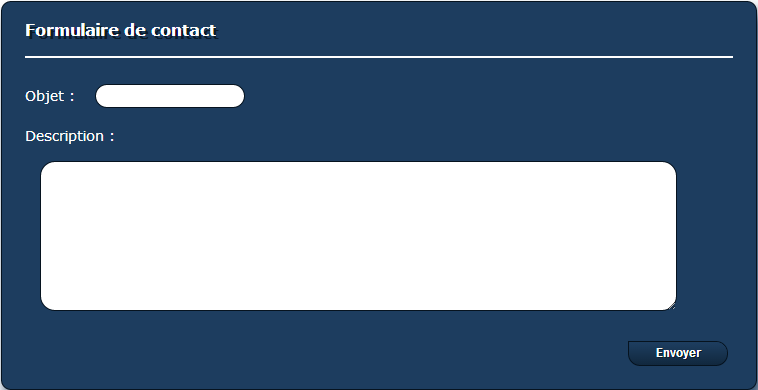 Formulaire de contact
Objet :
Description :
Envoyer